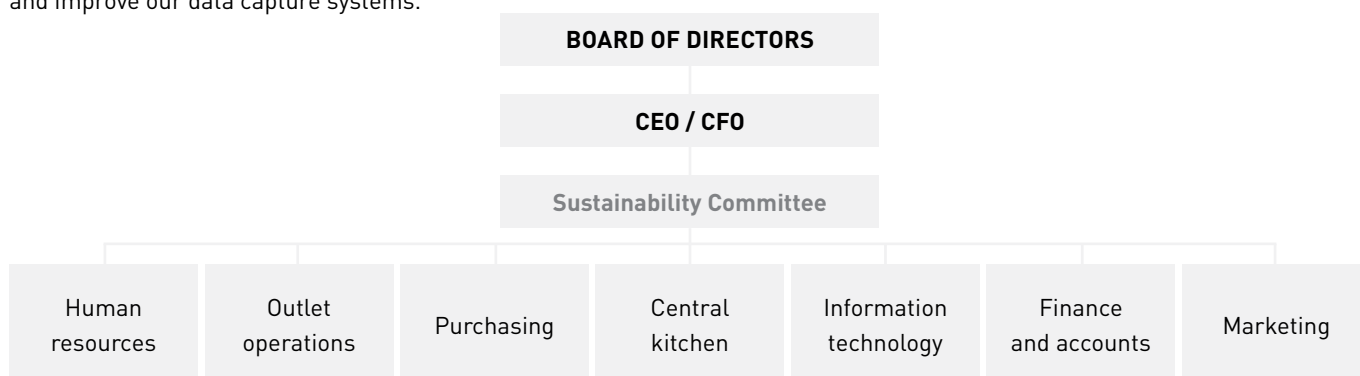 and improve our data capture systems.
BOARD OF DIRECTORS
CEO / CFO
Sustainability Committee
Human
resources
Outlet
operations
Purchasing
Central
kitchen
Information
technology
Finance
and accounts
Marketing